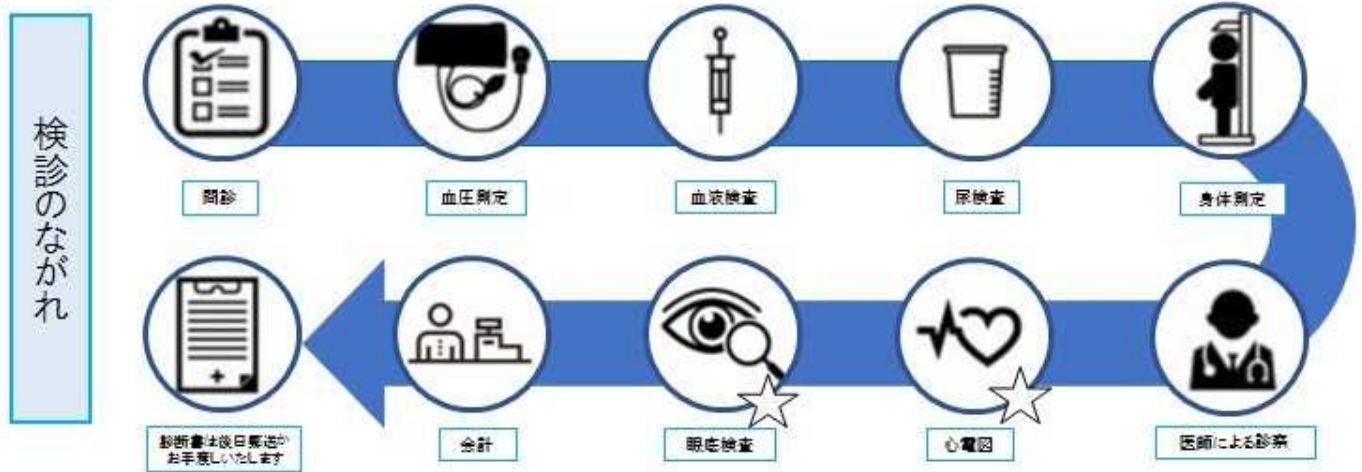 検診のながれ
問診
血圧測定
血液検査
尿検査
身体測定
医師による診察
心電図
眼底検査
会計
診断書は後日郵送か
お手渡しいたします